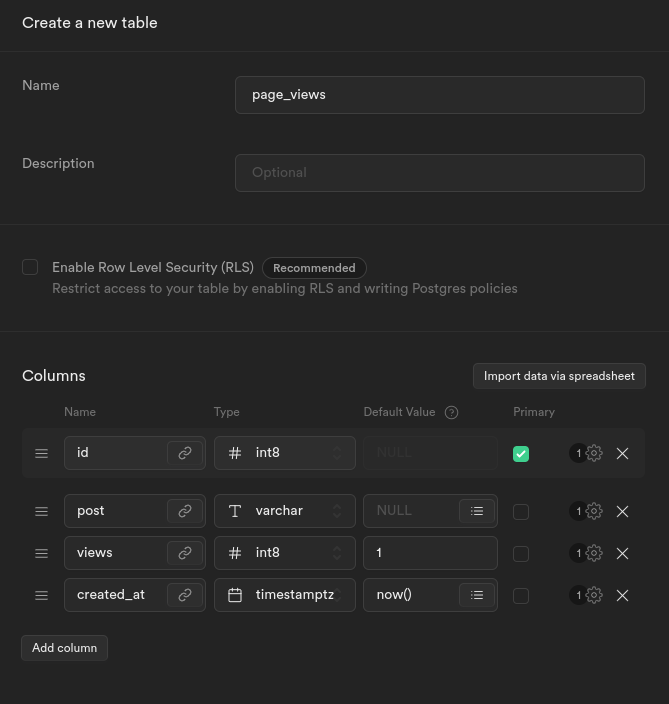 Create a new table
Name
page_views
Description
Optional
Enable Row Level Security (RLS) Recommended
Restrict access to your table by enabling RLS and writing Postgres policies
Columns
Import data via spreadsheet
Name Type Default Value ? Primary
id int8 NULL 1
post varchar NULL 1
views int8 1 1
created_at timestamptz now() 1
Add column